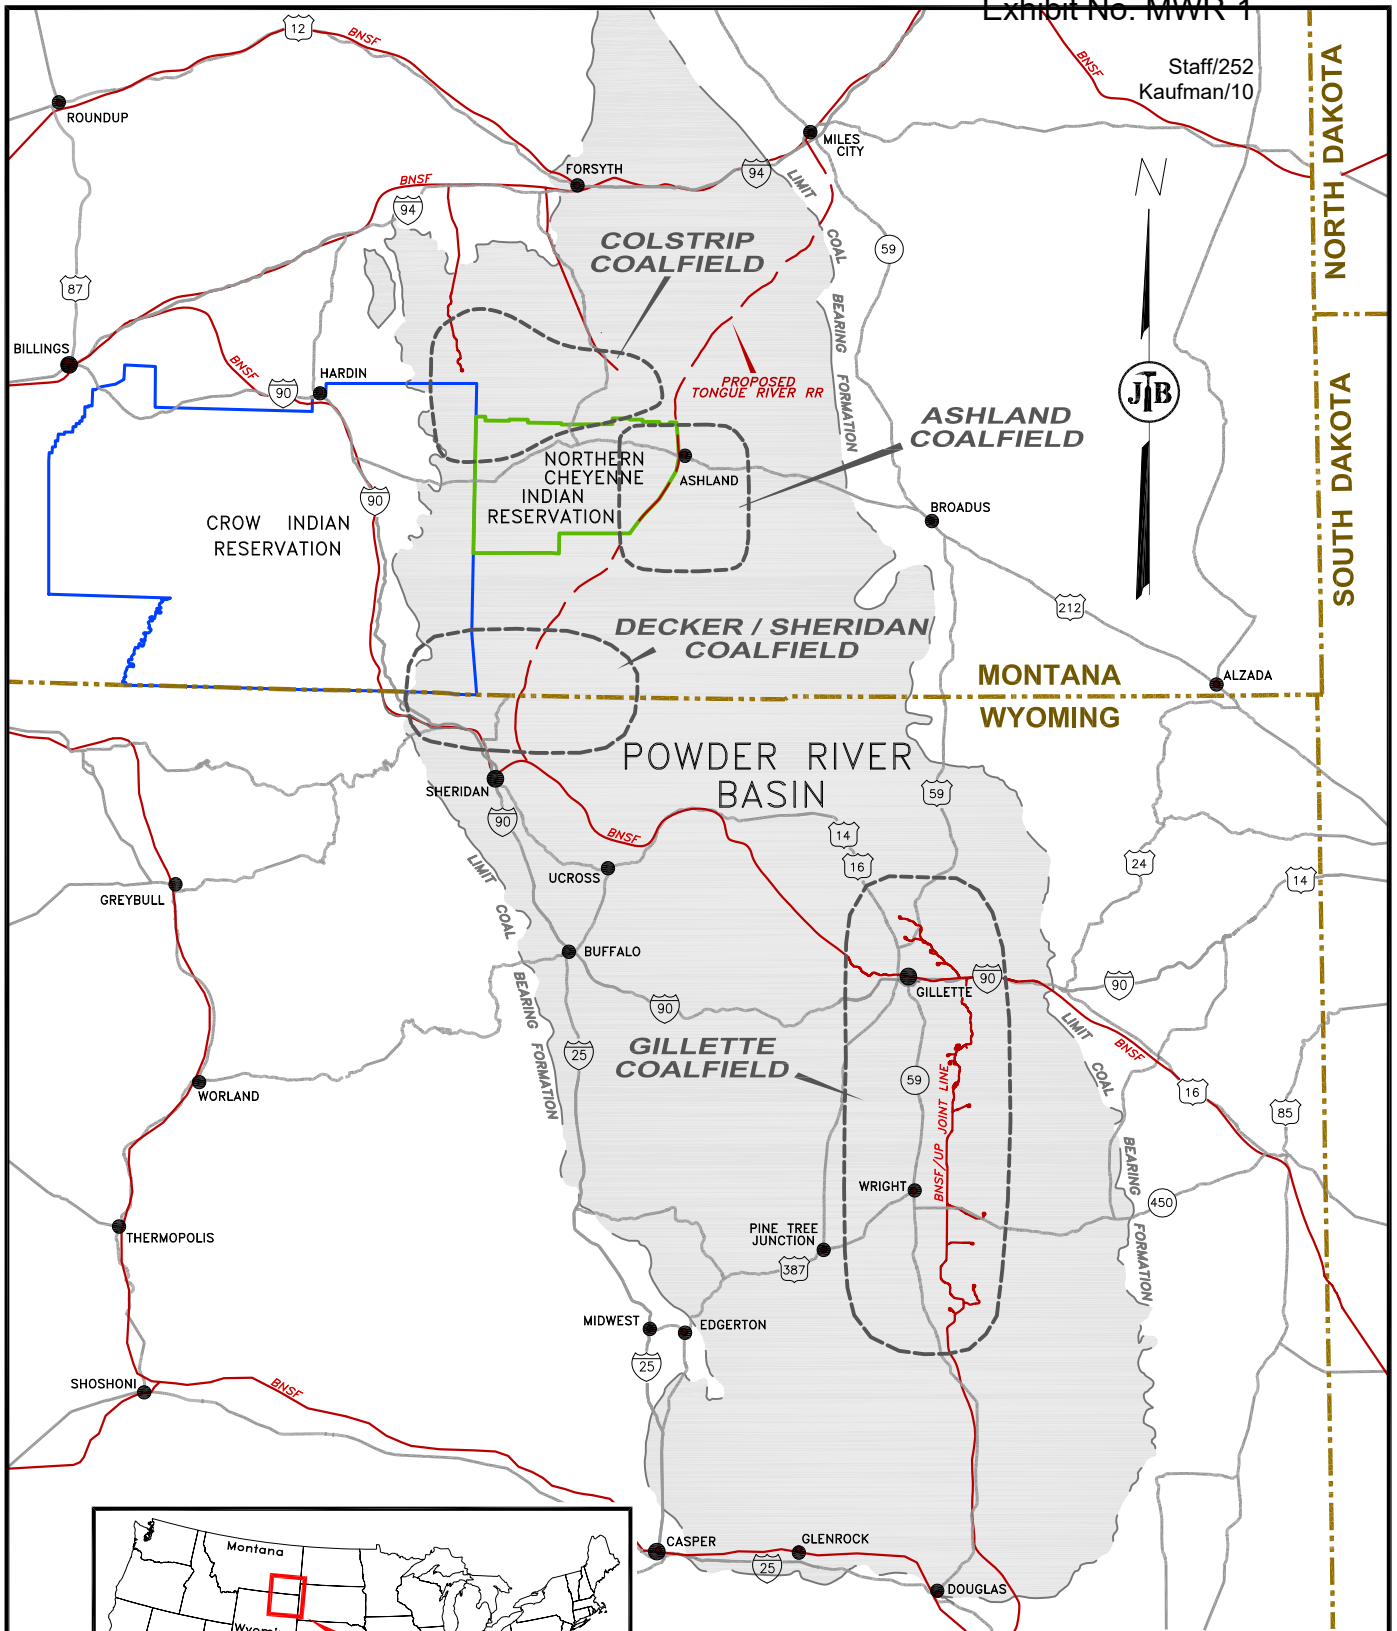 Exhibit No. MWR-1
Staff/252
Kaufman/10
12
BNSF
BNSF
ROUNDUP
MILES
CITY
NORTH DAKOTA
FORSYTH
94
LIMIT
COAL
BEARING
FORMATION
N
BNSF
94
COLSTRIP
COALFIELD
59
87
BILLINGS
BNSF
HARDIN
90
PROPOSED
TONGUE RIVER RR
JTB
SOUTH DAKOTA
ASHLAND
COALFIELD
NORTHERN
CHEYENNE
INDIAN
RESERVATION
ASHLAND
90
CROW INDIAN
RESERVATION
BROADUS
212
DECKER / SHERIDAN
COALFIELD
MONTANA
WYOMING
ALZADA
POWDER RIVER
BASIN
SHERIDAN
90
BNSF
59
14
16
24
14
LIMIT
COAL
BEARING
FORMATION
UCROSS
GREYBULL
BUFFALO
GILLETTE
90
90
90
GILLETTE
COALFIELD
25
LIMIT
COAL
BEARING
FORMATION
BNSF
59
BNSF/UP JOINT LINE
16
85
WORLAND
WRIGHT
450
PINE TREE
JUNCTION
387
THERMOPOLIS
MIDWEST
EDGERTON
25
SHOSHONI
BNSF
CASPER
GLENROCK
25
DOUGLAS
Montana